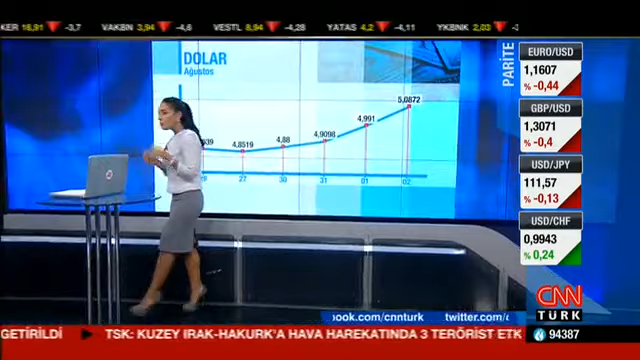 KER 16,91 -3,7 VAKBN 3,94 -4,6 VESTL 8,94 -4,28 YATAS 4,2 -4,11 YKBNK 2,03
DOLAR
Ağustos
4,8519 4,88 4,9098 4,991 5,0872
27 30 31 01 02
PARİTE
EURO/USD
1,1607
% -0,44
GBP/USD
1,3071
% -0,4
USD/JPY
111,57
% -0,13
USD/CHF
0,9943
% 0,24
CNN
TÜRK
ook.com/cnnturk twitter.com/
GETİRİLDİ TSK: KUZEY IRAK-HAKURK'A HAVA HAREKATINDA 3 TERÖRİST ETK
94387